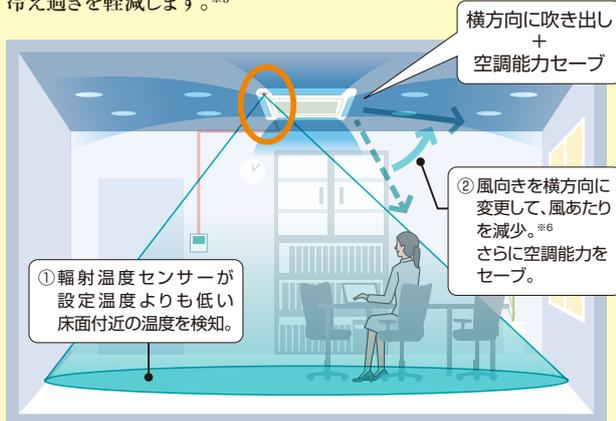 冷え過ぎを軽減します。※5
横方向に吹き出し
+
空調能力セーブ
②風向きを横方向に
変更して、風あたり
を減少。※6
さらに空調能力を
セーブ。
①輻射温度センサーが
設定温度よりも低い
床面付近の温度を検知。